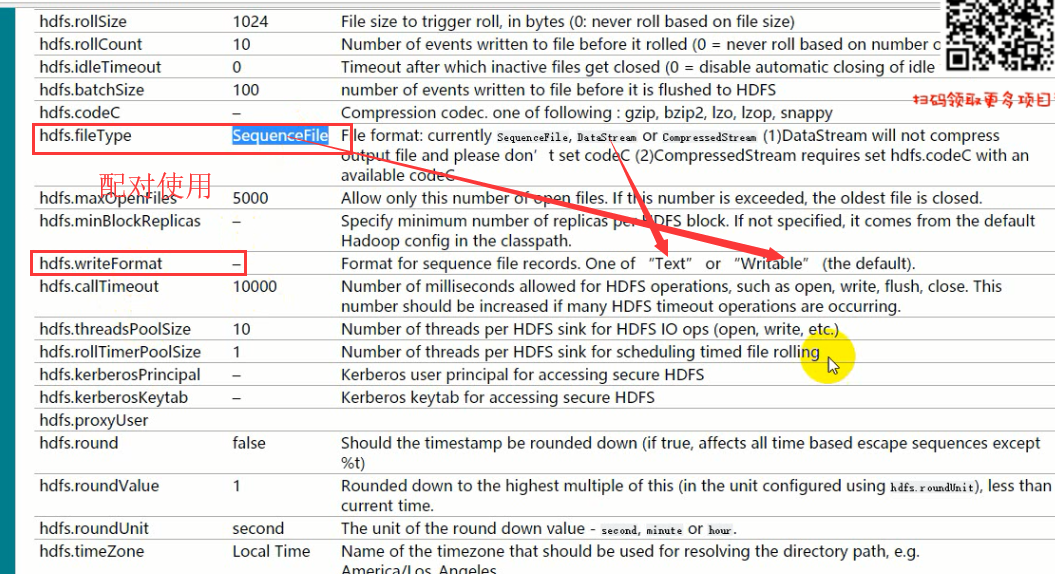 hdfs.rollSize 1024 File size to trigger roll, in bytes (0: never roll based on file size)
hdfs.rollCount 10 Number of events written to file before it rolled (0 = never roll based on number o
hdfs.idleTimeout 0 Timeout after which inactive files get closed (0 = disable automatic closing of idle
hdfs.batchSize 100 number of events written to file before it is flushed to HDFS
扫码领取更多项目
hdfs.codeC – Compression codec. one of following : gzip, bzip2, lzo, lzop, snappy
hdfs.fileType SequenceFile File format: currently SequenceFile, DataStream or CompressedStream (1)DataStream will not compress
output file and please don’t set codeC (2)CompressedStream requires set hdfs.codeC with an
available codeC
配对使用
hdfs.maxOpenFiles 5000 Allow only this number of open files. If this number is exceeded, the oldest file is closed.
hdfs.minBlockReplicas – Specify minimum number of replicas per HDFS block. If not specified, it comes from the default
Hadoop config in the classpath.
hdfs.writeFormat – Format for sequence file records. One of “Text” or “Writable” (the default).
hdfs.callTimeout 10000 Number of milliseconds allowed for HDFS operations, such as open, write, flush, close. This
number should be increased if many HDFS timeout operations are occurring.
hdfs.threadsPoolSize 10 Number of threads per HDFS sink for HDFS IO ops (open, write, etc.)
hdfs.rollTimerPoolSize 1 Number of threads per HDFS sink for scheduling timed file rolling
hdfs.kerberosPrincipal – Kerberos user principal for accessing secure HDFS
hdfs.kerberosKeytab – Kerberos keytab for accessing secure HDFS
hdfs.proxyUser
hdfs.round false Should the timestamp be rounded down (if true, affects all time based escape sequences except
%t)
hdfs.roundValue 1 Rounded down to the highest multiple of this (in the unit configured using hdfs.roundUnit), less than
current time.
hdfs.roundUnit second The unit of the round down value - second, minute or hour.
hdfs.timeZone Local Time Name of the timezone that should be used for resolving the directory path, e.g.
America/Los_Angeles.